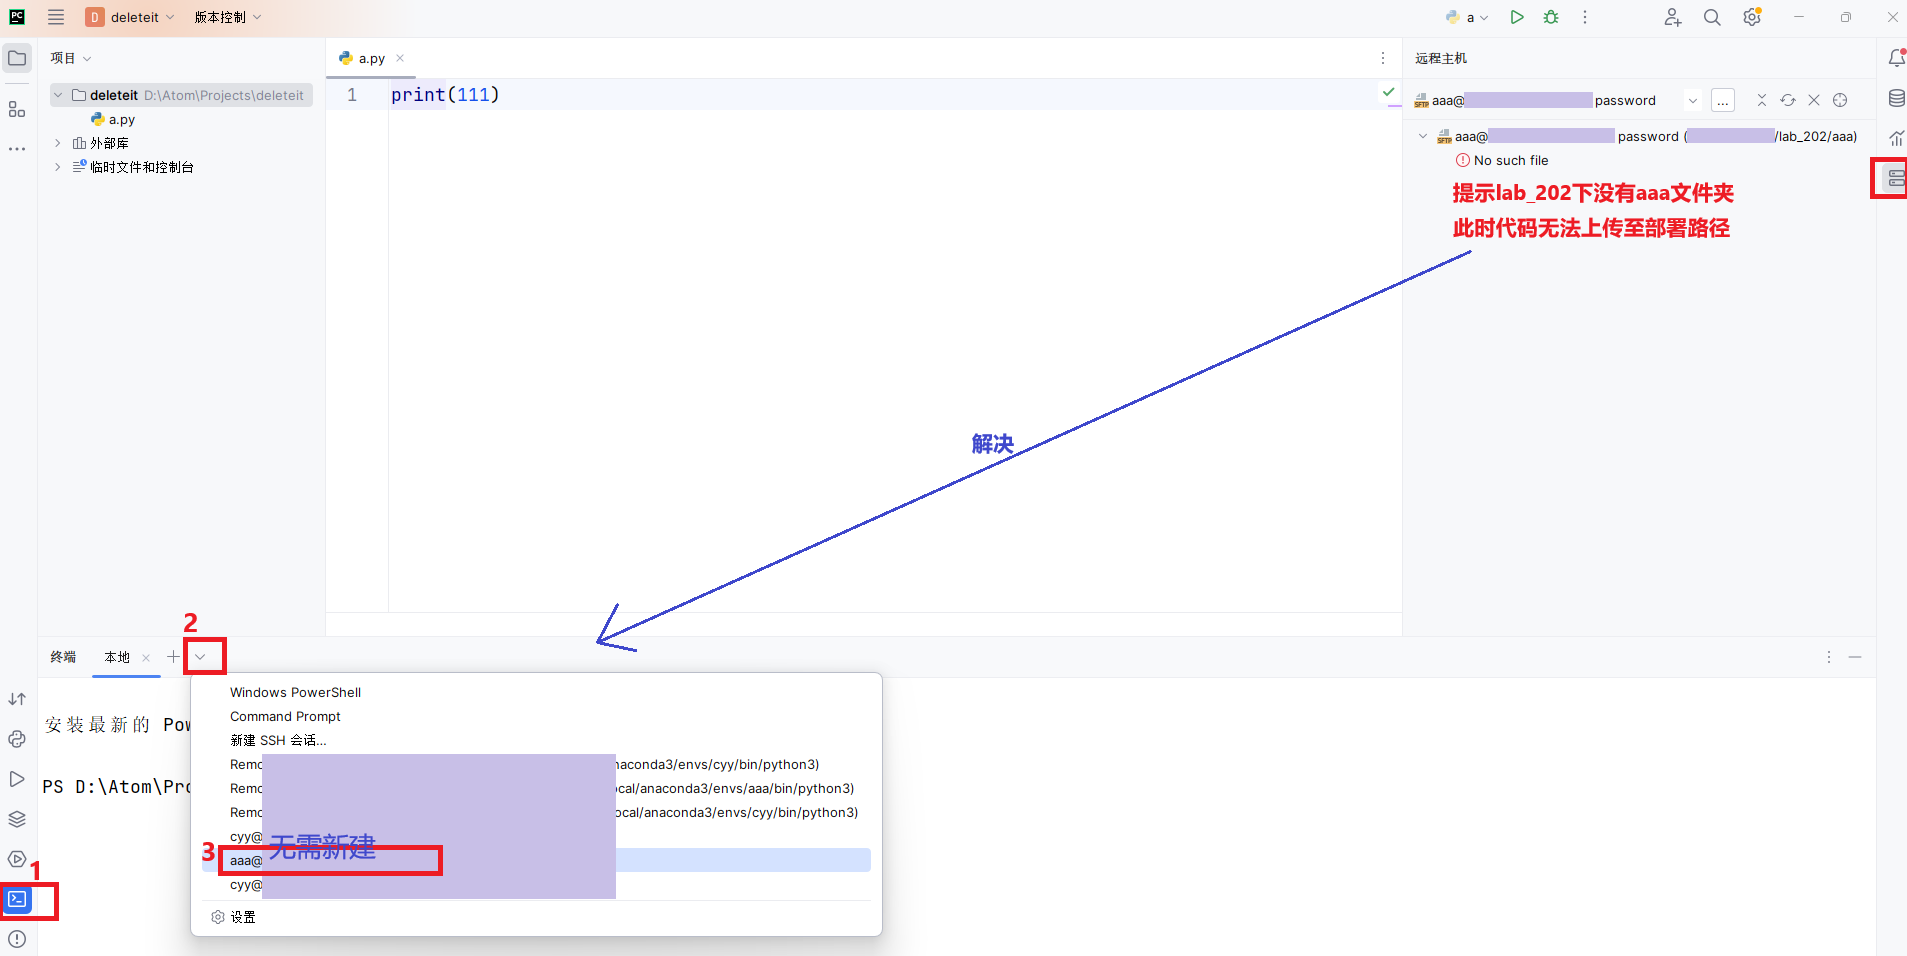 PC
D deleteit 版本控制
a
项目
deleteit D:\Atom\Projects\deleteit
a.py
外部库
临时文件和控制台
a.py
1 print(111)
远程主机
SFTP aaa@ password ...
SFTP aaa@ password ( /lab_202/aaa)
No such file
提示lab_202下没有aaa文件夹
此时代码无法上传至部署路径
解决
2
终端 本地
安装最新的 Pow
PS D:\Atom\Pro
Windows PowerShell
Command Prompt
新建 SSH 会话...
Remo naconda3/envs/cyy/bin/python3)
Remo ocal/anaconda3/envs/aaa/bin/python3)
Remo ocal/anaconda3/envs/cyy/bin/python3)
cyy@
无需新建
3 aaa@
cyy@
设置
1